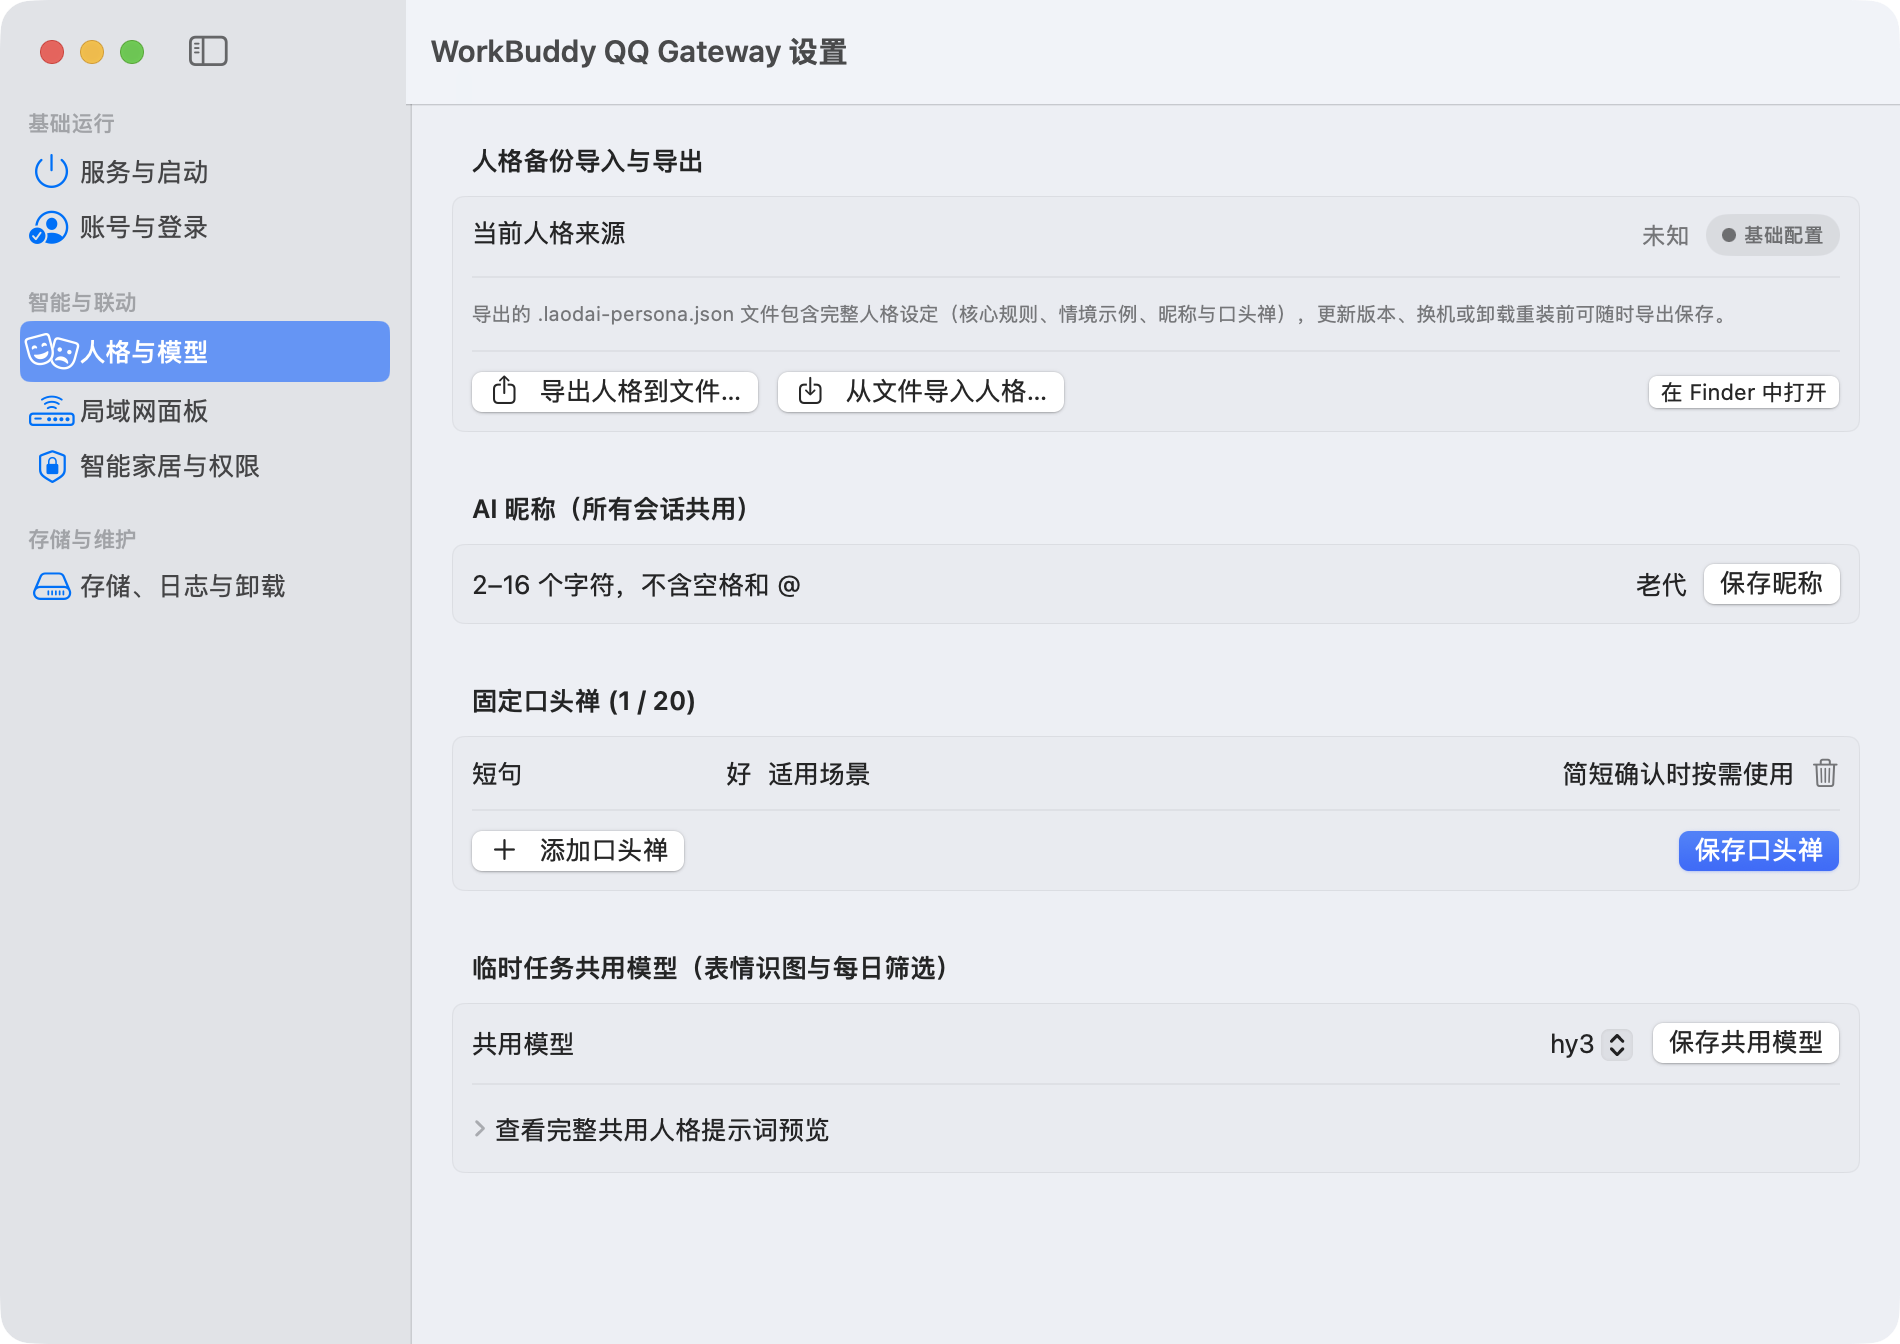 WorkBuddy QQ Gateway 设置
基础运行
服务与启动
账号与登录
智能与联动
人格与模型
局域网面板
智能家居与权限
存储与维护
存储、日志与卸载
人格备份导入与导出
当前人格来源 未知 基础配置
导出的 .laodai-persona.json 文件包含完整人格设定（核心规则、情境示例、昵称与口头禅），更新版本、换机或卸载重装前可随时导出保存。
导出人格到文件... 从文件导入人格... 在 Finder 中打开
AI 昵称（所有会话共用）
2–16 个字符，不含空格和 @ 老代 保存昵称
固定口头禅 (1 / 20)
短句 好 适用场景 简短确认时按需使用
添加口头禅 保存口头禅
临时任务共用模型（表情识图与每日筛选）
共用模型 hy3 保存共用模型
查看完整共用人格提示词预览